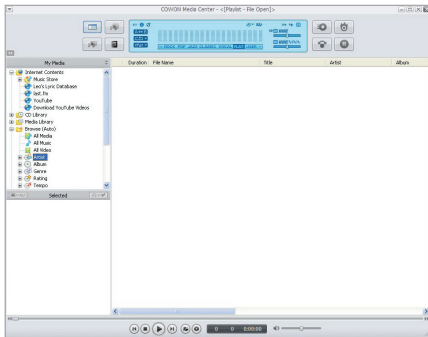 COWON Media Center - <[Playlist - File Open]>
My Media
Duration File Name Title Artist Album
Internet Contents
Music Store
Leo's Lyric Database
last.fm
YouTube
Download YouTube Videos
CD Library
Media Library
Browse (Auto)
All Media
All Music
All Video
Artist
Album
Genre
Rating
Tempo
Selected
0 0 0:00:00